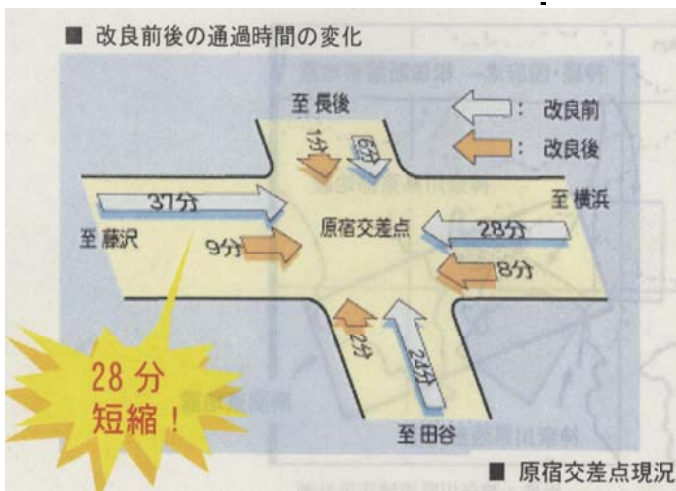 ■ 改良前後の通過時間の変化
至長後
⇦：改良前
⇦：改良後
1分
6分
37分
至横浜
至藤沢
原宿交差点
28分
9分
8分
28分
短縮！
2分
24分
至田谷
■ 原宿交差点現況